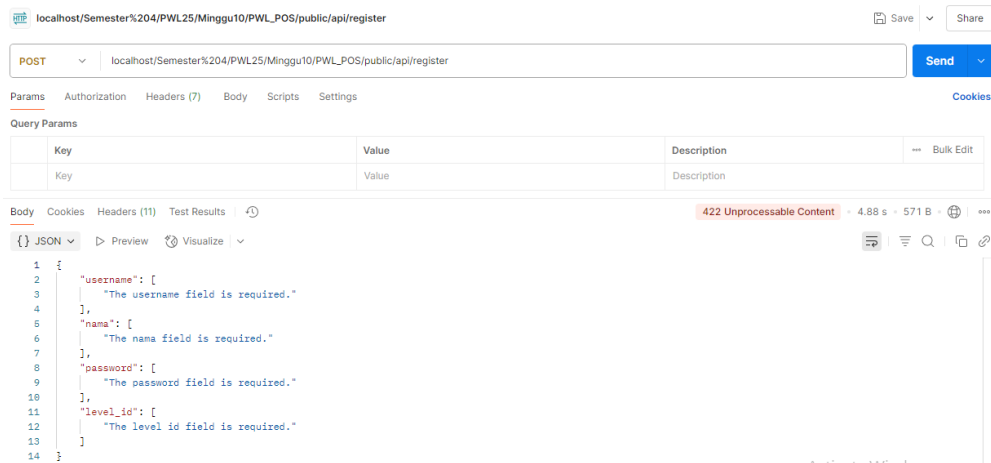 HTTP localhost/Semester%204/PWL25/Minggu10/PWL_POS/public/api/register Save Share
POST localhost/Semester%204/PWL25/Minggu10/PWL_POS/public/api/register Send
Params Authorization Headers (7) Body Scripts Settings Cookies
Query Params
Key Value Description Bulk Edit
Key Value Description
Body Cookies Headers (11) Test Results 422 Unprocessable Content 4.88 s 571 B
{} JSON Preview Visualize
1 {
2 "username": [
3 "The username field is required."
4 ],
5 "nama": [
6 "The nama field is required."
7 ],
8 "password": [
9 "The password field is required."
10 ],
11 "level_id": [
12 "The level id field is required."
13 ]
14 }